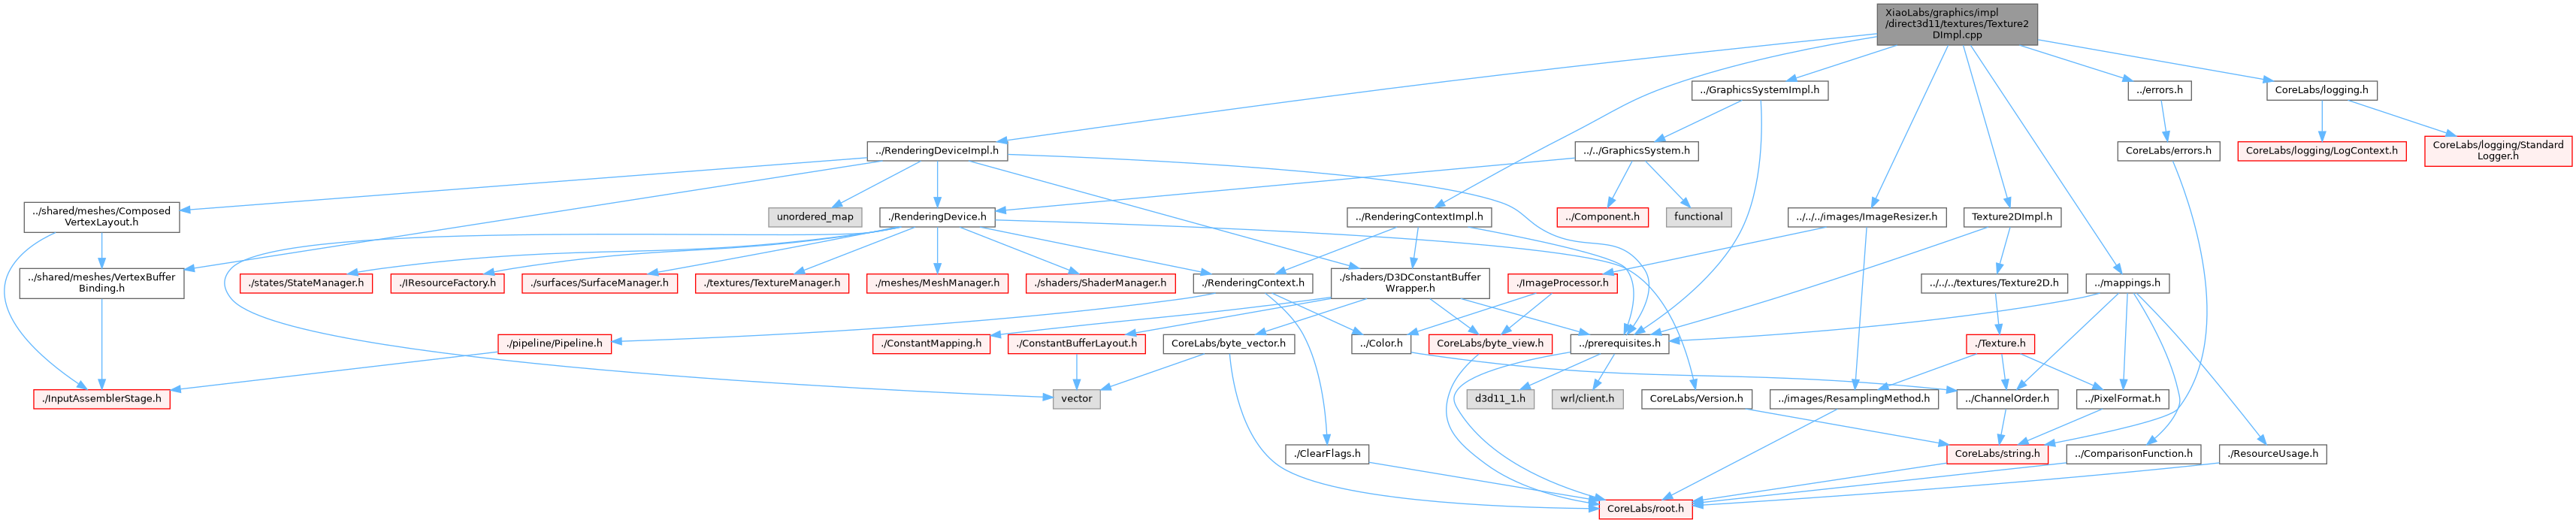 XiaoLabs/graphics/impl
/direct3d11/textures/Texture2
DImpl.cpp
../GraphicsSystemImpl.h
../errors.h
CoreLabs/logging.h
../RenderingDeviceImpl.h
../../GraphicsSystem.h
CoreLabs/errors.h
CoreLabs/logging/LogContext.h
CoreLabs/logging/Standard
Logger.h
../shared/meshes/Composed
VertexLayout.h
unordered_map
./RenderingDevice.h
../RenderingContextImpl.h
../Component.h
functional
../../../images/ImageResizer.h
Texture2DImpl.h
../shared/meshes/VertexBuffer
Binding.h
./states/StateManager.h
./IResourceFactory.h
./surfaces/SurfaceManager.h
./textures/TextureManager.h
./meshes/MeshManager.h
./shaders/ShaderManager.h
./RenderingContext.h
./shaders/D3DConstantBuffer
Wrapper.h
./ImageProcessor.h
../../../textures/Texture2D.h
../mappings.h
./pipeline/Pipeline.h
./ConstantMapping.h
./ConstantBufferLayout.h
CoreLabs/byte_vector.h
../Color.h
CoreLabs/byte_view.h
../prerequisites.h
./Texture.h
./InputAssemblerStage.h
vector
d3d11_1.h
wrl/client.h
CoreLabs/Version.h
../images/ResamplingMethod.h
../ChannelOrder.h
../PixelFormat.h
./ClearFlags.h
CoreLabs/string.h
../ComparisonFunction.h
./ResourceUsage.h
CoreLabs/root.h